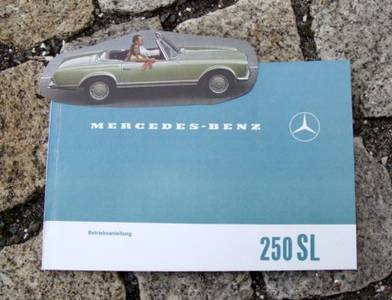 MERCEDES-BENZ
Betriebsanleitung
250 SL